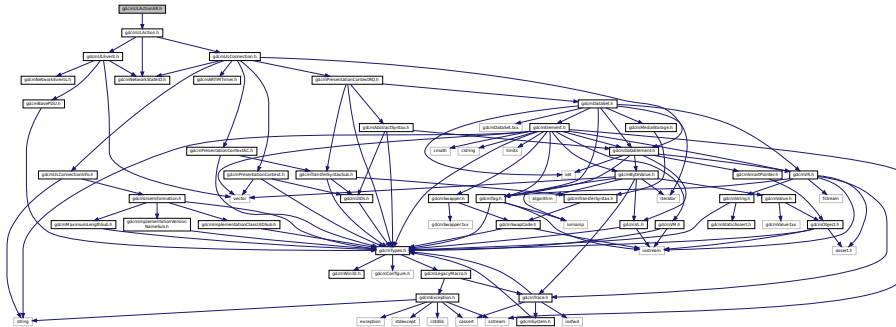 gdcmULActionAR.h
gdcmULAction.h
gdcmULEvent.h
gdcmULConnection.h
gdcmNetworkEvents.h
gdcmNetworkStateID.h
gdcmARTIMTimer.h
gdcmPresentationContextRQ.h
gdcmBasePDU.h
gdcmDataSet.h
gdcmAbstractSyntax.h
gdcmDataSet.txx
gdcmElement.h
gdcmMediaStorage.h
gdcmPresentationContextAC.h
cmath
cstring
limits
gdcmDataElement.h
gdcmULConnectionInfo.h
gdcmPresentationContext.h
gdcmTransferSyntaxSub.h
set
gdcmByteValue.h
gdcmSmartPointer.h
gdcmVR.h
gdcmUserInformation.h
vector
gdcmUIDs.h
gdcmSwapper.h
gdcmTag.h
algorithm
gdcmTransferSyntax.h
iterator
gdcmString.h
gdcmValue.h
fstream
gdcmMaximumLengthSub.h
gdcmImplementationVersion
NameSub.h
gdcmImplementationClassUIDSub.h
gdcmSwapper.txx
gdcmSwapCode.h
iomanip
gdcmVL.h
gdcmVM.h
gdcmStaticAssert.h
gdcmValue.txx
gdcmObject.h
gdcmTypes.h
iostream
assert.h
gdcmWin32.h
gdcmConfigure.h
gdcmLegacyMacro.h
gdcmException.h
gdcmTrace.h
string
exception
stdexcept
cstdlib
cassert
sstream
gdcmSystem.h
iosfwd